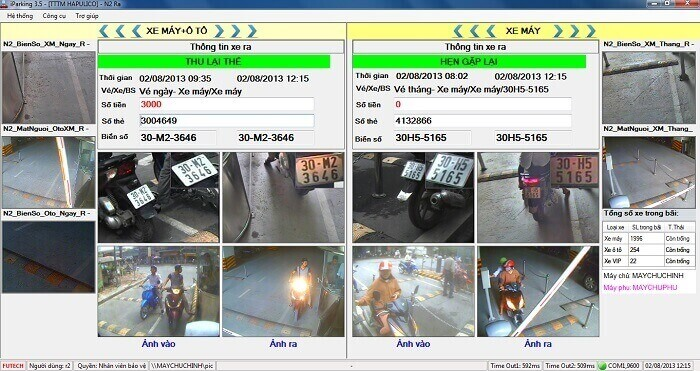 iParking 3.5 - [TTTM HAPULICO] - N2 Ra
Hệ thống Công cụ Trợ giúp
N2_BienSo_XM_Ngay_R -
N2_MatNguoi_OtoXM_R -
N2_BienSo_Oto_Ngay_R -
XE MÁY+Ô TÔ
Thông tin xe ra
THU LẠI THẺ
Thời gian 02/08/2013 09:35 02/08/2013 12:15
Vé/Xe/BS Vé ngày- Xe máy/Xe máy
Số tiền 3000
Số thẻ 3004649
Biển số 30-M2-3646 30-M2-3646
30-M2
3646
30-M2
3646
Ảnh vào Ảnh ra
XE MÁY
Thông tin xe ra
HẸN GẶP LẠI
Thời gian 02/08/2013 08:02 02/08/2013 12:15
Vé/Xe/BS Vé tháng- Xe máy/Xe máy/30H5-5165
Số tiền 0
Số thẻ 4132866
Biển số 30H5-5165 30H5-5165
30-H5
5165
30-H5
5165
Ảnh vào Ảnh ra
N2_BienSo_XM_Thang_R -
N2_MatNguoi_XM_Thang_
Tổng số xe trong bãi:
Loại xe SL trong bãi T.Thái
Xe máy 1996 Còn trống
Xe ô tô 254 Còn trống
Xe VIP 22 Còn trống
Máy chủ: MAYCHUCHINH
Máy phụ: MAYCHUPHU
FUTECH Người dùng: r2 Quyền: Nhân viên bảo vệ \\MAYCHUCHINH\pic - Time Out1: 592ms Time Out2: 509ms COM1,9600 02/08/2013 12:15